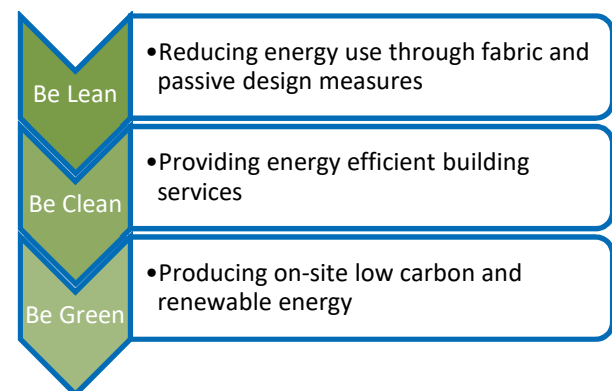 Be Lean
•Reducing energy use through fabric and
passive design measures
Be Clean
•Providing energy efficient building
services
Be Green
•Producing on-site low carbon and
renewable energy